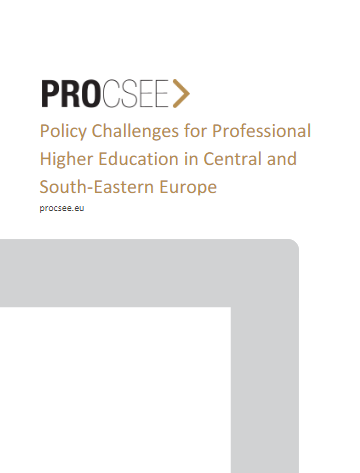 PROCSEE
Policy Challenges for Professional
Higher Education in Central and
South-Eastern Europe
procsee.eu